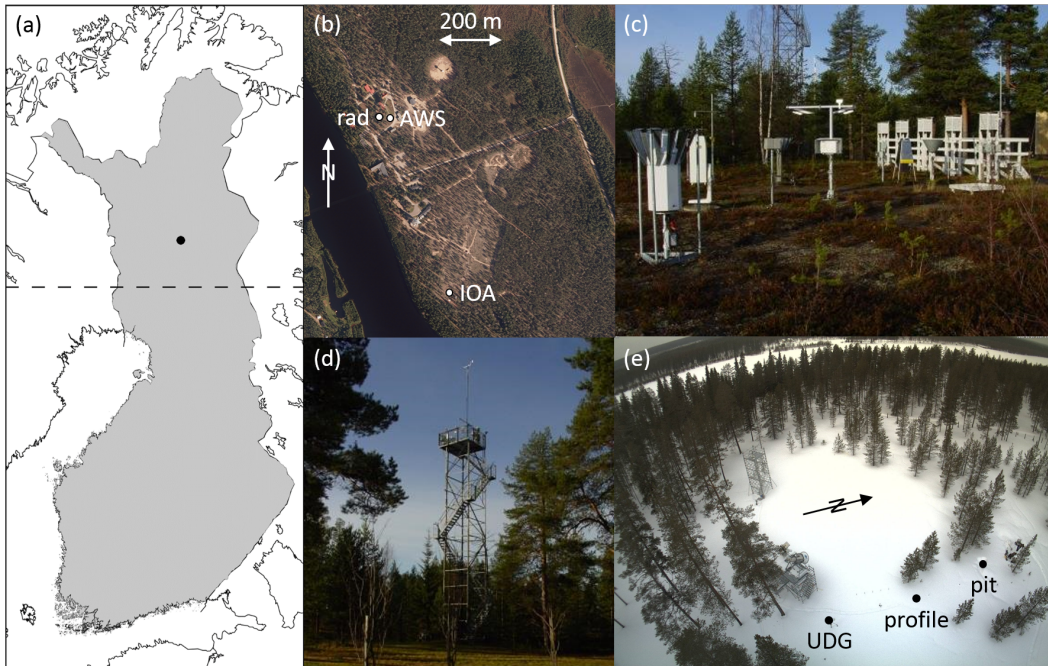 (a)
(b)
200 m
rad
AWS
N
IOA
(c)
(d)
(e)
N
pit
profile
UDG